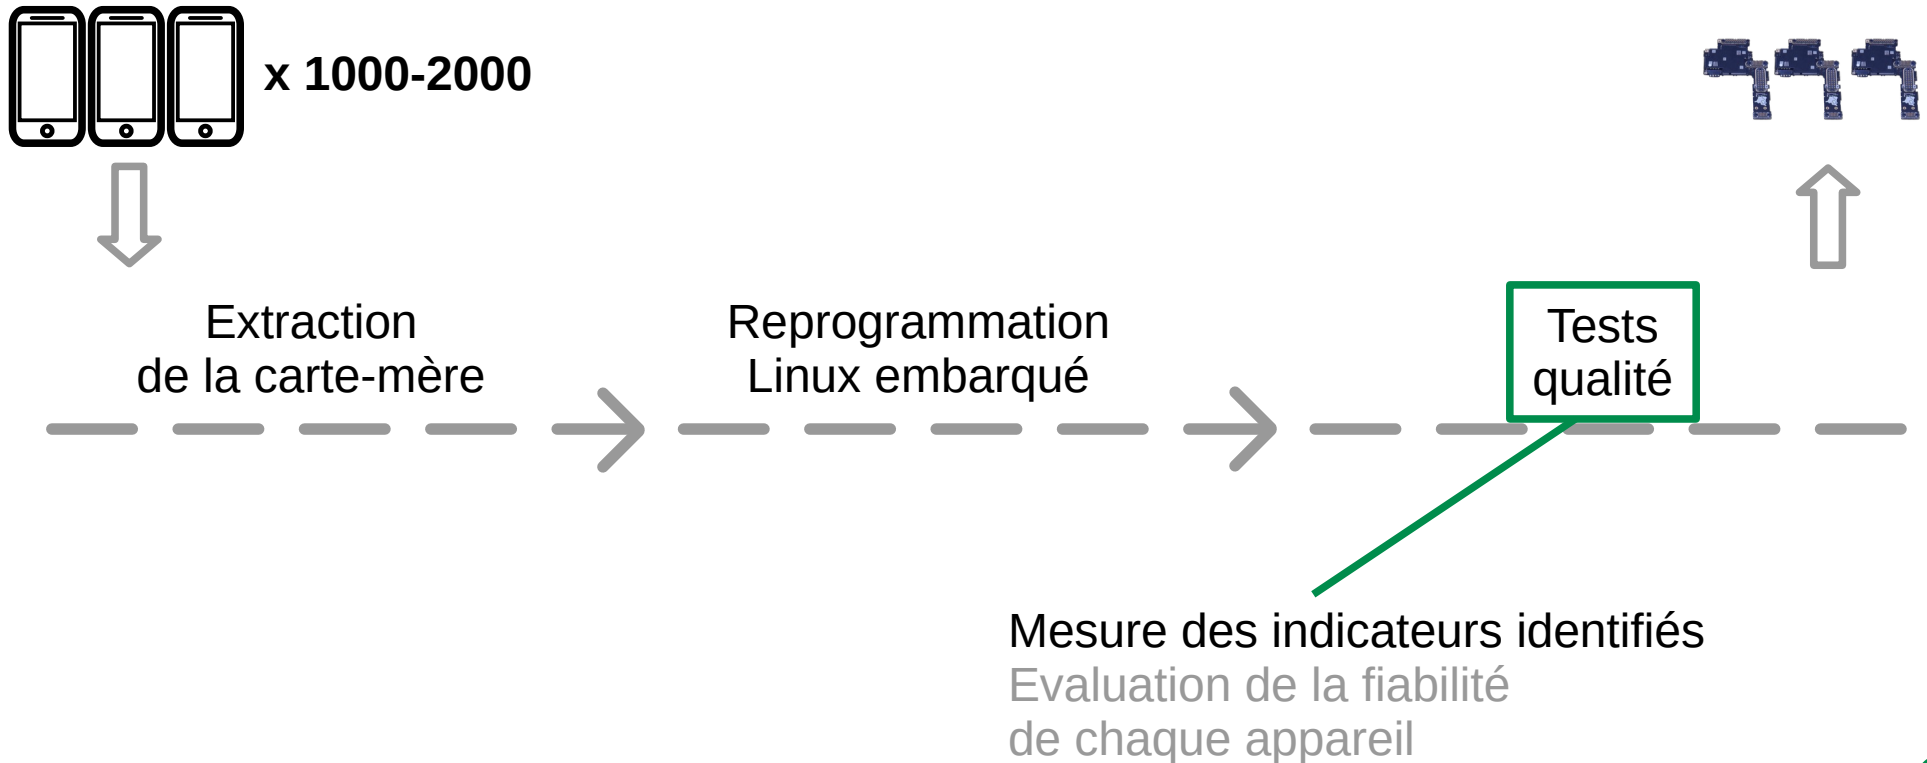 x 1000-2000
Extraction
de la carte-mère
Reprogrammation
Linux embarqué
Tests
qualité
Mesure des indicateurs identifiés
Evaluation de la fiabilité
de chaque appareil